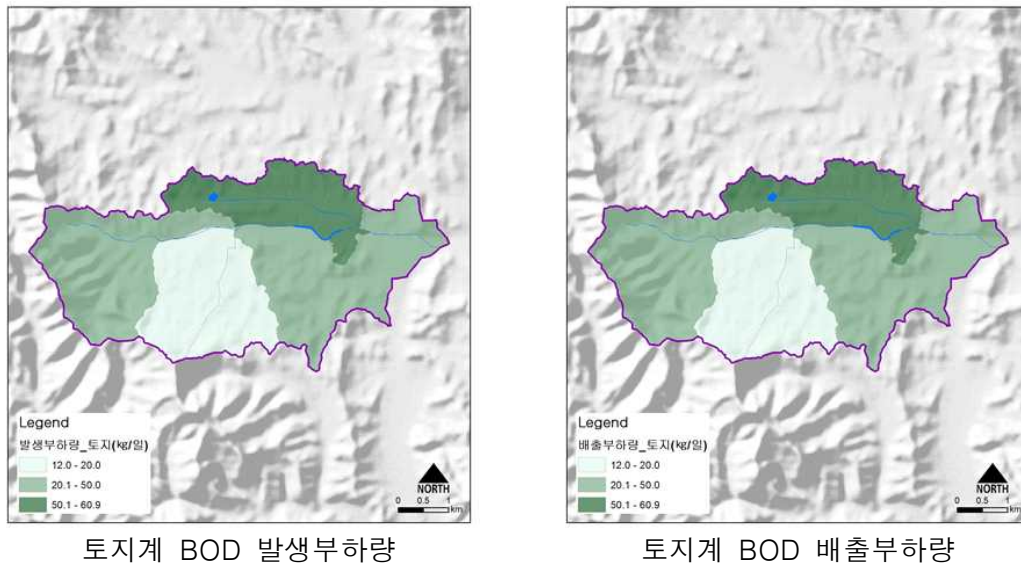 Legend
발생부하량_토지(kg/일)
12.0 - 20.0
20.1 - 50.0
50.1 - 60.9
NORTH
0 0.5 1
km
토지계 BOD 발생부하량
Legend
배출부하량_토지(kg/일)
12.0 - 20.0
20.1 - 50.0
50.1 - 60.9
NORTH
0 0.5 1
km
토지계 BOD 배출부하량